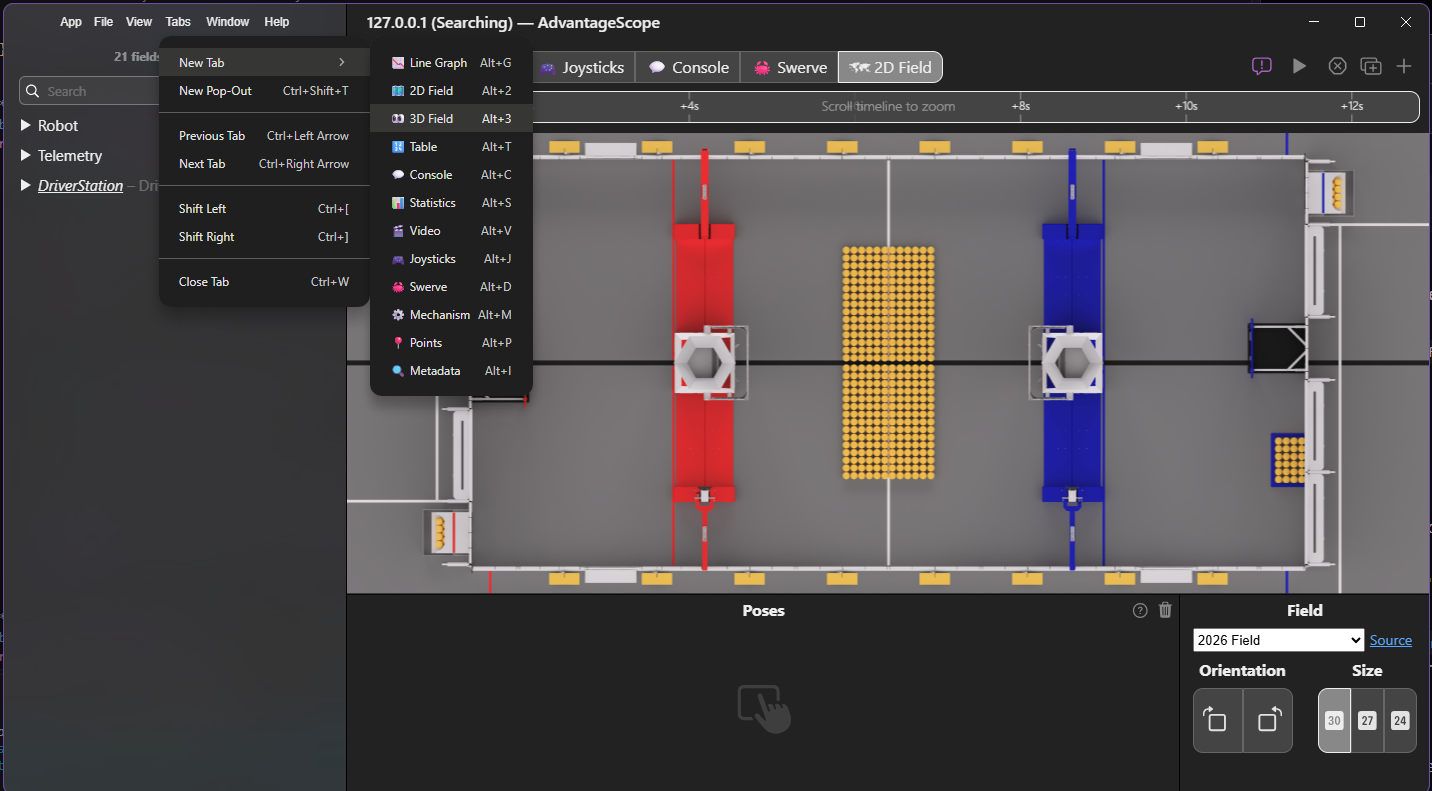 App File View Tabs Window Help
127.0.0.1 (Searching) — AdvantageScope
21 fields
Search
Robot
Telemetry
DriverStation – Dri
New Tab
New Pop-Out Ctrl+Shift+T
Previous Tab Ctrl+Left Arrow
Next Tab Ctrl+Right Arrow
Shift Left Ctrl+[
Shift Right Ctrl+]
Close Tab Ctrl+W
Line Graph Alt+G
2D Field Alt+2
3D Field Alt+3
Table Alt+T
Console Alt+C
Statistics Alt+S
Video Alt+V
Joysticks Alt+J
Swerve Alt+D
Mechanism Alt+M
Points Alt+P
Metadata Alt+I
Joysticks Console Swerve 2D Field
+4s Scroll timeline to zoom +8s +10s +12s
Poses
Field
2026 Field Source
Orientation Size
30 27 24